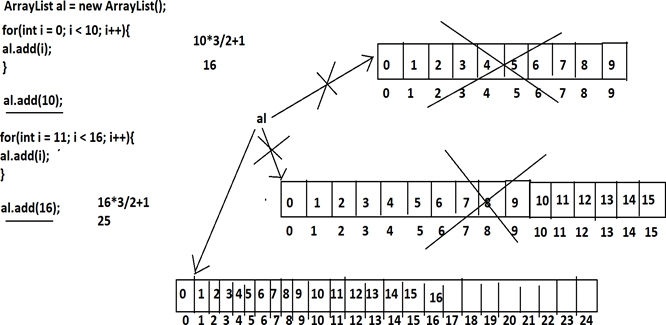 ArrayList al = new ArrayList();
for(int i = 0; i < 10; i++){
al.add(i);
}
al.add(10);
for(int i = 11; i < 16; i++){
al.add(i);
}
al.add(16);
10*3/2+1
16
16*3/2+1
25
al
0 1 2 3 4 5 6 7 8 9
0 1 2 3 4 5 6 7 8 9
0 1 2 3 4 5 6 7 8 9 10 11 12 13 14 15
0 1 2 3 4 5 6 7 8 9 10 11 12 13 14 15
0 1 2 3 4 5 6 7 8 9 10 11 12 13 14 15 16
0 1 2 3 4 5 6 7 8 9 10 11 12 13 14 15 16 17 18 19 20 21 22 23 24